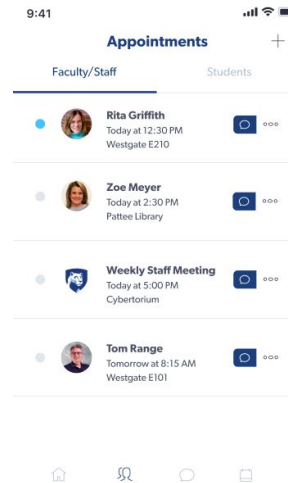 9:41
Appointments
Faculty/Staff
Students
Rita Griffith
Today at 12:30 PM
Westgate E210
Zoe Meyer
Today at 2:30 PM
Pattee Library
Weekly Staff Meeting
Today at 5:00 PM
Cybertorium
Tom Range
Tomorrow at 8:15 AM
Westgate E101